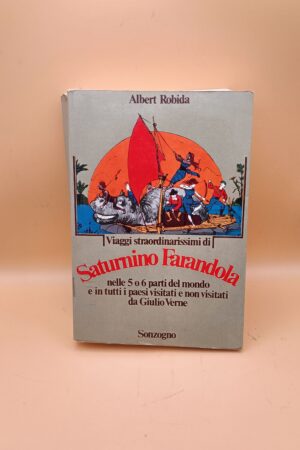 Albert Robida
Viaggi straordinarissimi di
Saturnino Farandola
nelle 5 o 6 parti del mondo
e in tutti i paesi visitati e non visitati
da Giulio Verne
Sonzogno